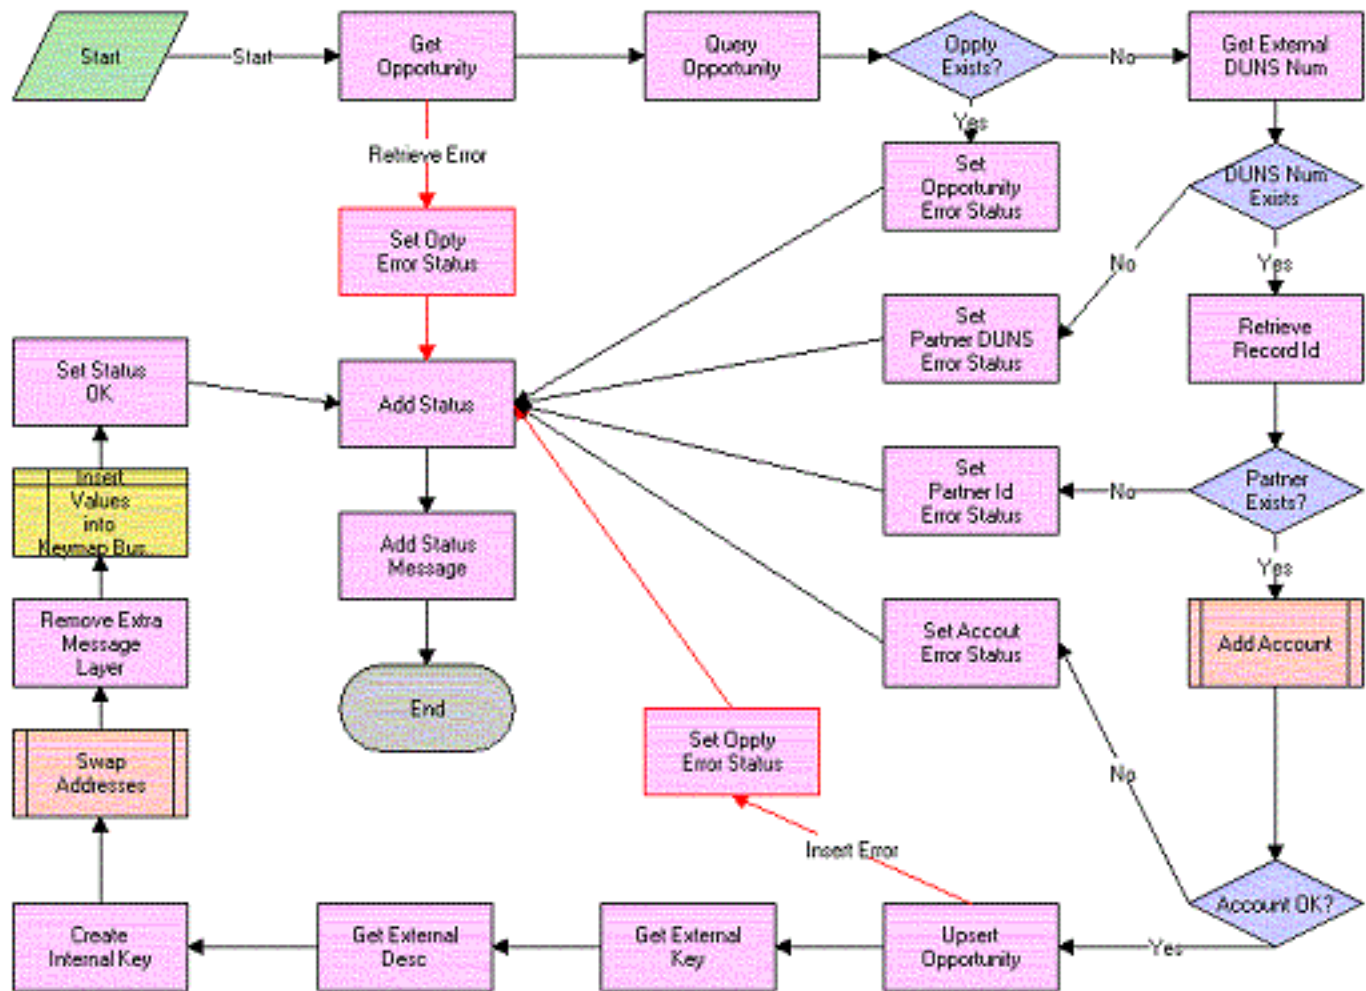 Start
Start
Get
Opportunity
Query
Opportunity
Oppty
Exists?
No
Get External
DUNS Num
Yes
Retrieve Error
Set
Opportunity
Error Status
DUNS Num
Exists
Set Opty
Error Status
No
Yes
Set
Partner DUNS
Error Status
Retrieve
Record Id
Set Status
OK
Add Status
Insert
Values
into
Keymap Bus...
Set
Partner Id
Error Status
No
Partner
Exists?
Add Status
Message
Yes
Remove Extra
Message
Layer
Set Accout
Error Status
Add Account
End
Set Oppty
Error Status
Swap
Addresses
No
Insert Error
Account OK?
Create
Internal Key
Get External
Desc
Get External
Key
Upsert
Opportunity
Yes